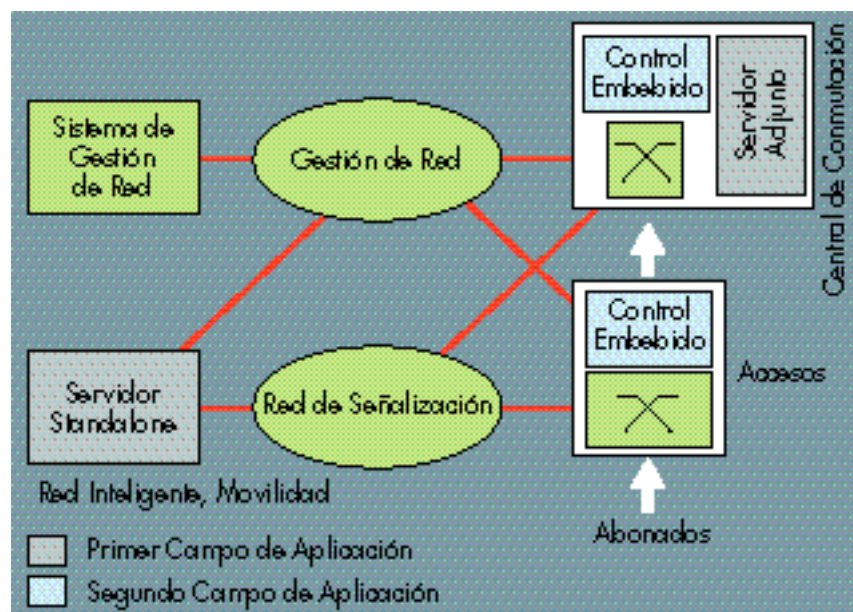 Control
Embebido
Servidor
Adjunto
Central de Conmutación
Sistema de
Gestión
de Red
Gestión de Red
Control
Embebido
Accesos
Servidor
Standalone
Red de Señalización
Red Inteligente, Movilidad
Abonados
Primer Campo de Aplicación
Segundo Campo de Aplicación